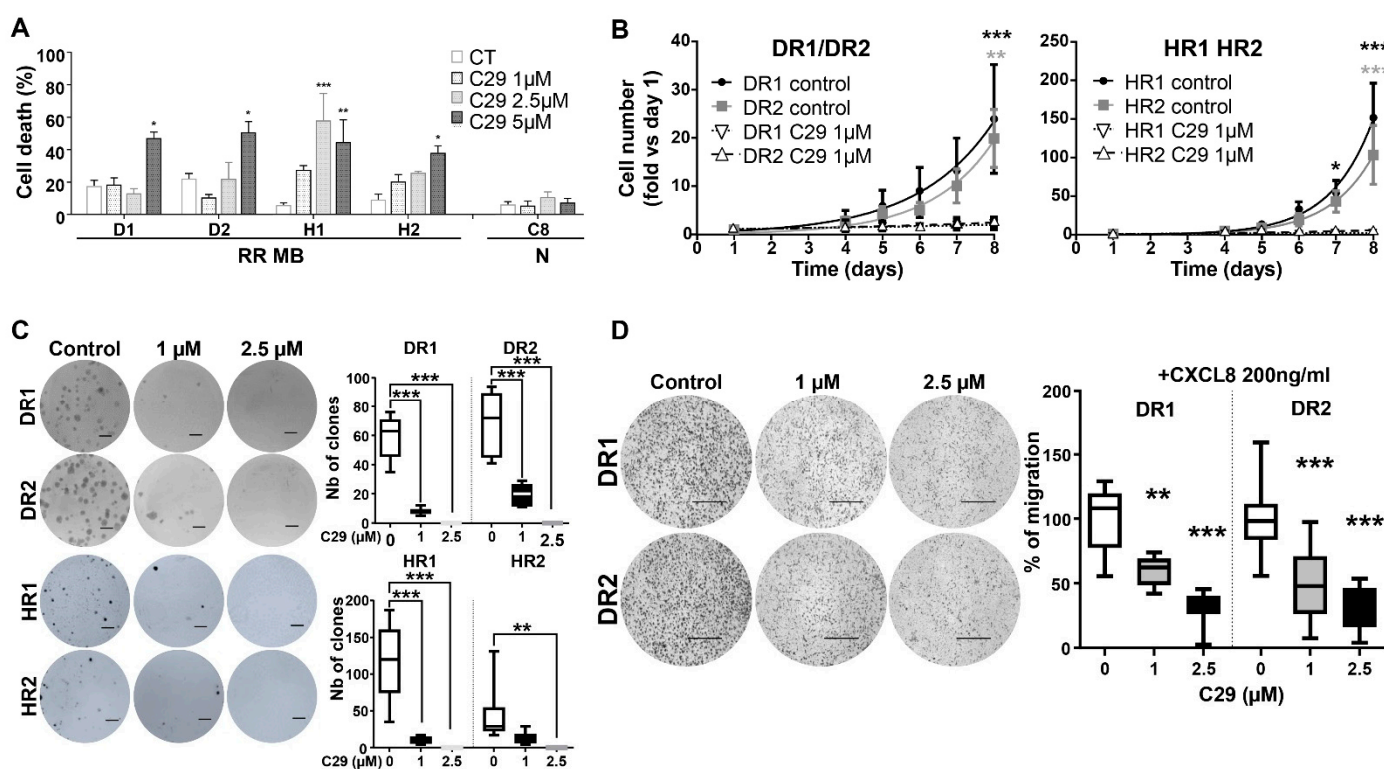 A
Cell death (%)
100
80
60
40
20
0
CT
C29 1µM
C29 2.5µM
C29 5µM
* * *** ** *
D1 D2 H1 H2 C8
RR MB N
B
Cell number
(fold vs day 1)
40
30
20
10
0
DR1/DR2
DR1 control
DR2 control
DR1 C29 1µM
DR2 C29 1µM
***
**
0 1 2 3 4 5 6 7 8
Time (days)
250
200
150
100
50
0
HR1 HR2
HR1 control
HR2 control
HR1 C29 1µM
HR2 C29 1µM
***
***
*
0 1 2 3 4 5 6 7 8
Time (days)
C
Control 1 µM 2.5 µM
DR1
DR2
HR1
HR2
DR1 DR2
Nb of clones
100
80
60
40
20
0
***
***
***
***
C29 (µM) 0 1 2.5 0 1 2.5
HR1 HR2
Nb of clones
200
150
100
50
0
***
***
**
C29 (µM) 0 1 2.5 0 1 2.5
D
Control 1 µM 2.5 µM
DR1
DR2
+CXCL8 200ng/ml
DR1 DR2
% of migration
200
150
100
50
0
** *** *** ***
0 1 2.5 0 1 2.5
C29 (µM)